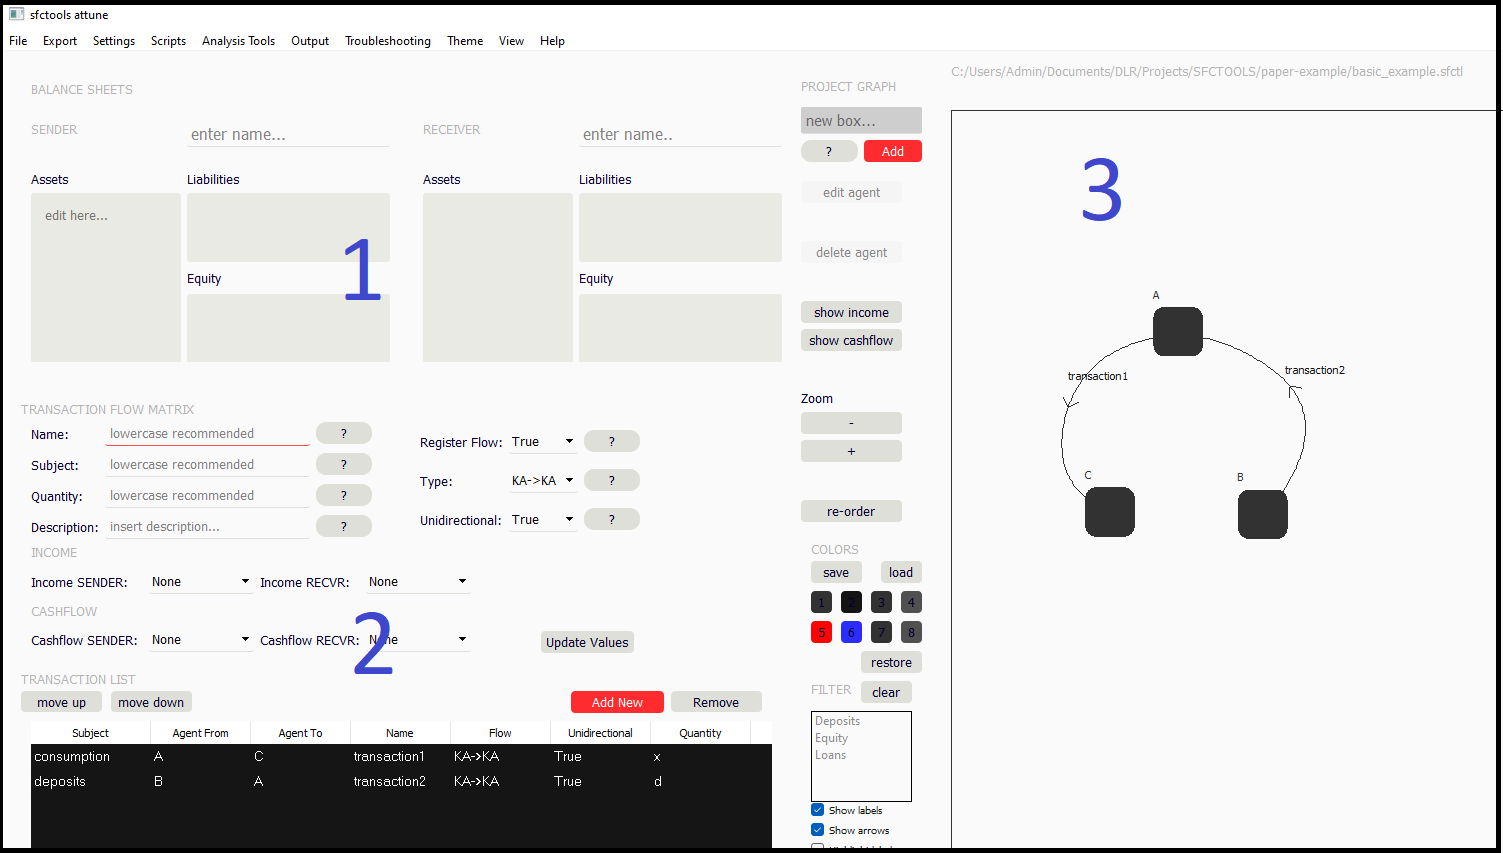 sfctools attune
File Export Settings Scripts Analysis Tools Output Troubleshooting Theme View Help
C:/Users/Admin/Documents/DLR/Projects/SFCTOOLS/paper-example/basic_example.sfctl
BALANCE SHEETS
SENDER enter name... RECEIVER enter name..
Assets Liabilities Assets Liabilities
edit here...
1
Equity Equity
TRANSACTION FLOW MATRIX
Name: lowercase recommended ? Register Flow: True ?
Subject: lowercase recommended ? Type: KA->KA ?
Quantity: lowercase recommended ? Unidirectional: True ?
Description: insert description... ?
INCOME
Income SENDER: None Income RECVR: None
CASHFLOW
Cashflow SENDER: None Cashflow RECVR: None Update Values
2
TRANSACTION LIST
move up move down Add New Remove
Subject Agent From Agent To Name Flow Unidirectional Quantity
consumption A C transaction1 KA->KA True x
deposits B A transaction2 KA->KA True d
PROJECT GRAPH
new box...
? Add
edit agent
delete agent
show income
show cashflow
Zoom
-
+
re-order
COLORS
save load
1 2 3 4
5 6 7 8
restore
FILTER clear
Deposits
Equity
Loans
Show labels
Show arrows
3
A
transaction1 transaction2
C B